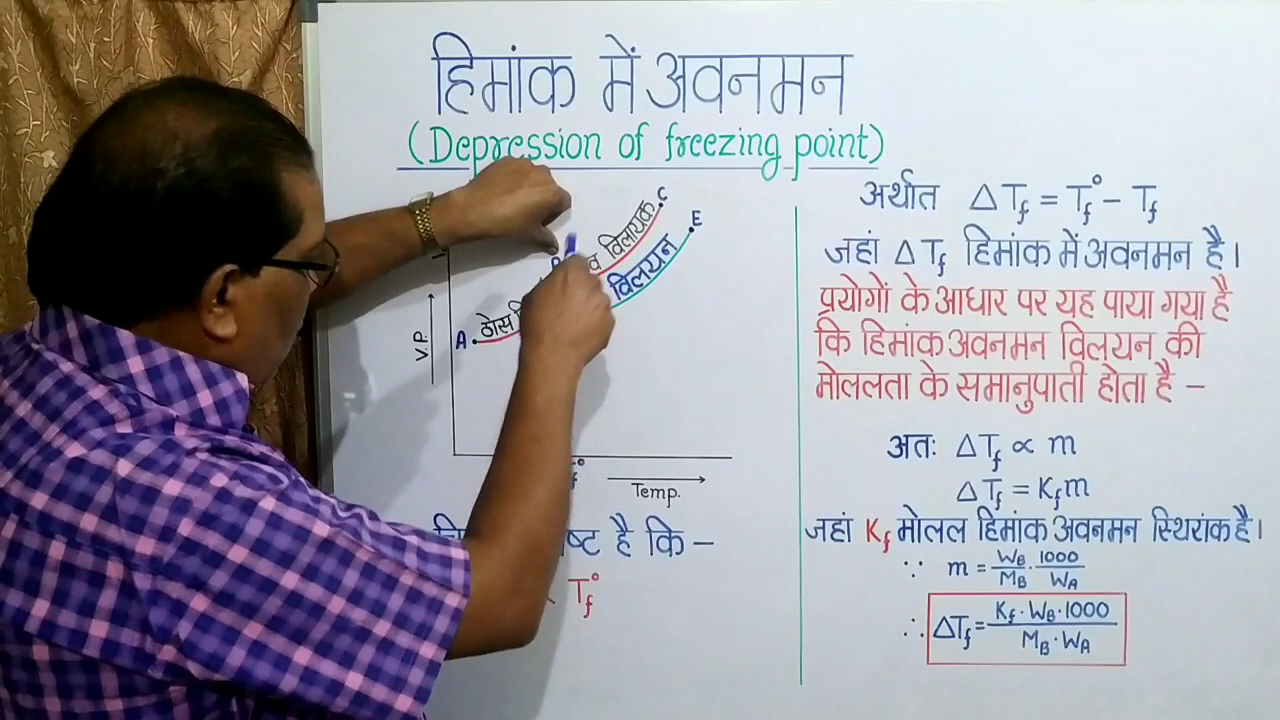 हिमांक में अवनमन
(Depression of freezing point)
C
E
व विलायक
विलयन
A ठोस
V.P.
Temp.
ष्ट है कि –
T°f
अर्थात ΔTf = T°f – Tf
जहां ΔTf हिमांक में अवनमन है।
प्रयोगों के आधार पर यह पाया गया है
कि हिमांक अवनमन विलयन की
मोललता के समानुपाती होता है –
अतः ΔTf ∝ m
ΔTf = Kf m
जहां Kf मोलल हिमांक अवनमन स्थिरांक है।
∵ m = WB/MB · 1000/WA
∴ ΔTf = Kf · WB · 1000 / MB · WA